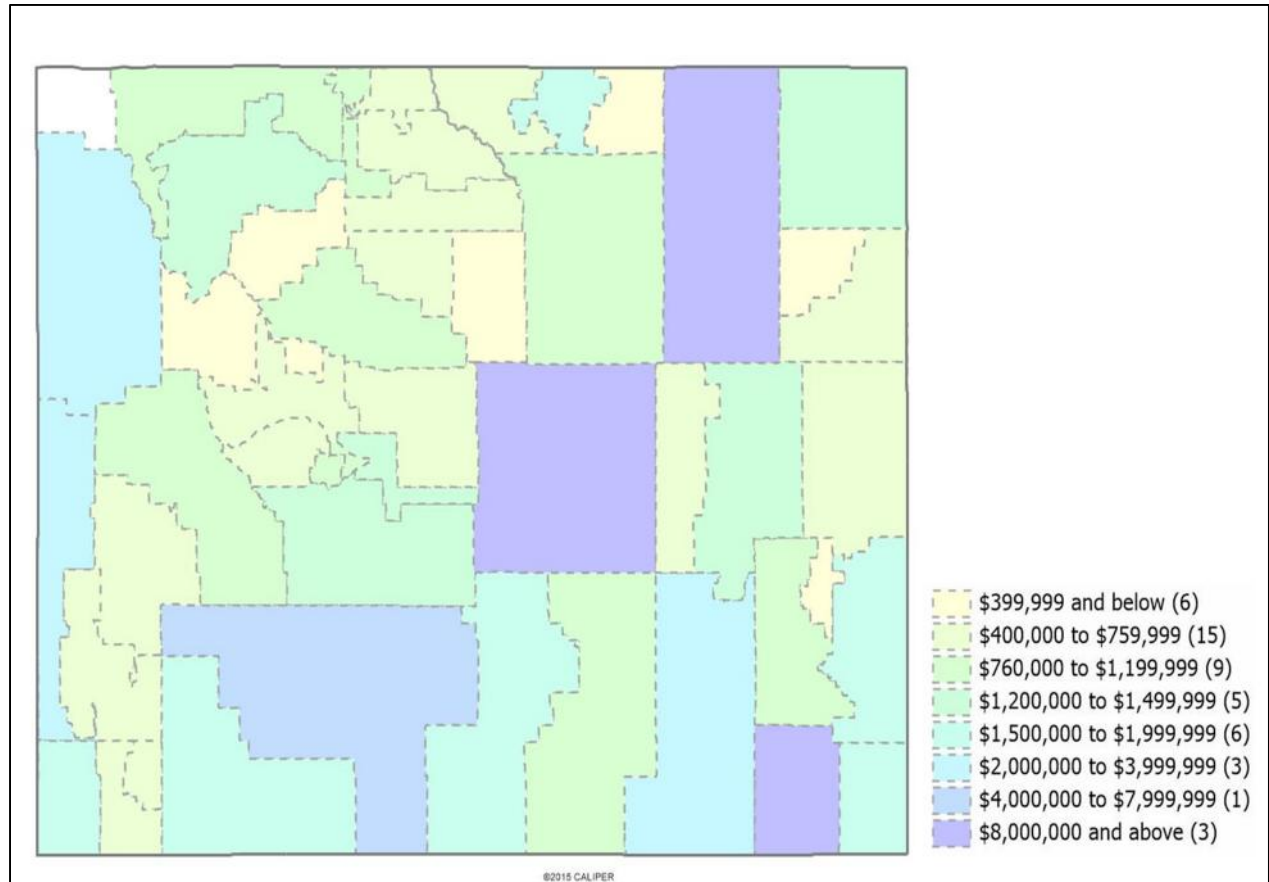 $399,999 and below (6)
$400,000 to $759,999 (15)
$760,000 to $1,199,999 (9)
$1,200,000 to $1,499,999 (5)
$1,500,000 to $1,999,999 (6)
$2,000,000 to $3,999,999 (3)
$4,000,000 to $7,999,999 (1)
$8,000,000 and above (3)
©2015 CALIPER